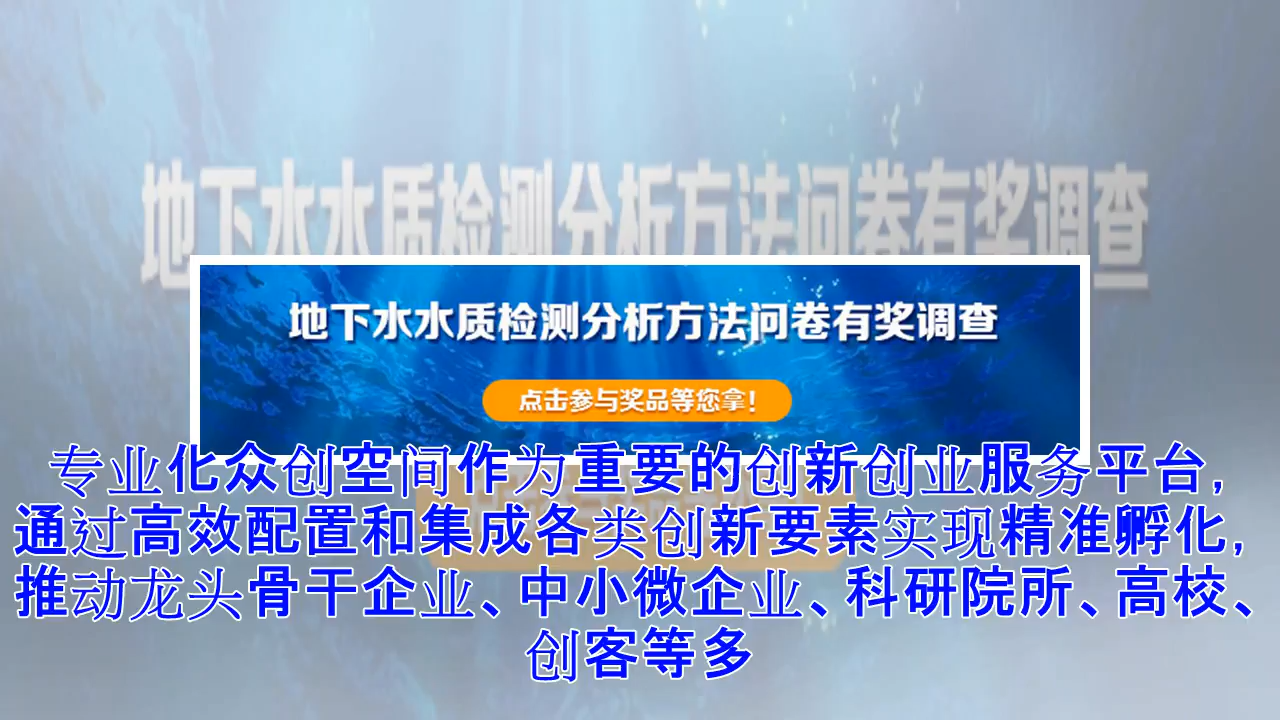 地下水水质检测分析方法问卷有奖调查
地下水水质检测分析方法问卷有奖调查
点击参与奖品等您拿!
专业化众创空间作为重要的创新创业服务平台,
通过高效配置和集成各类创新要素实现精准孵化,
推动龙头骨干企业、中小微企业、科研院所、高校、
创客等多